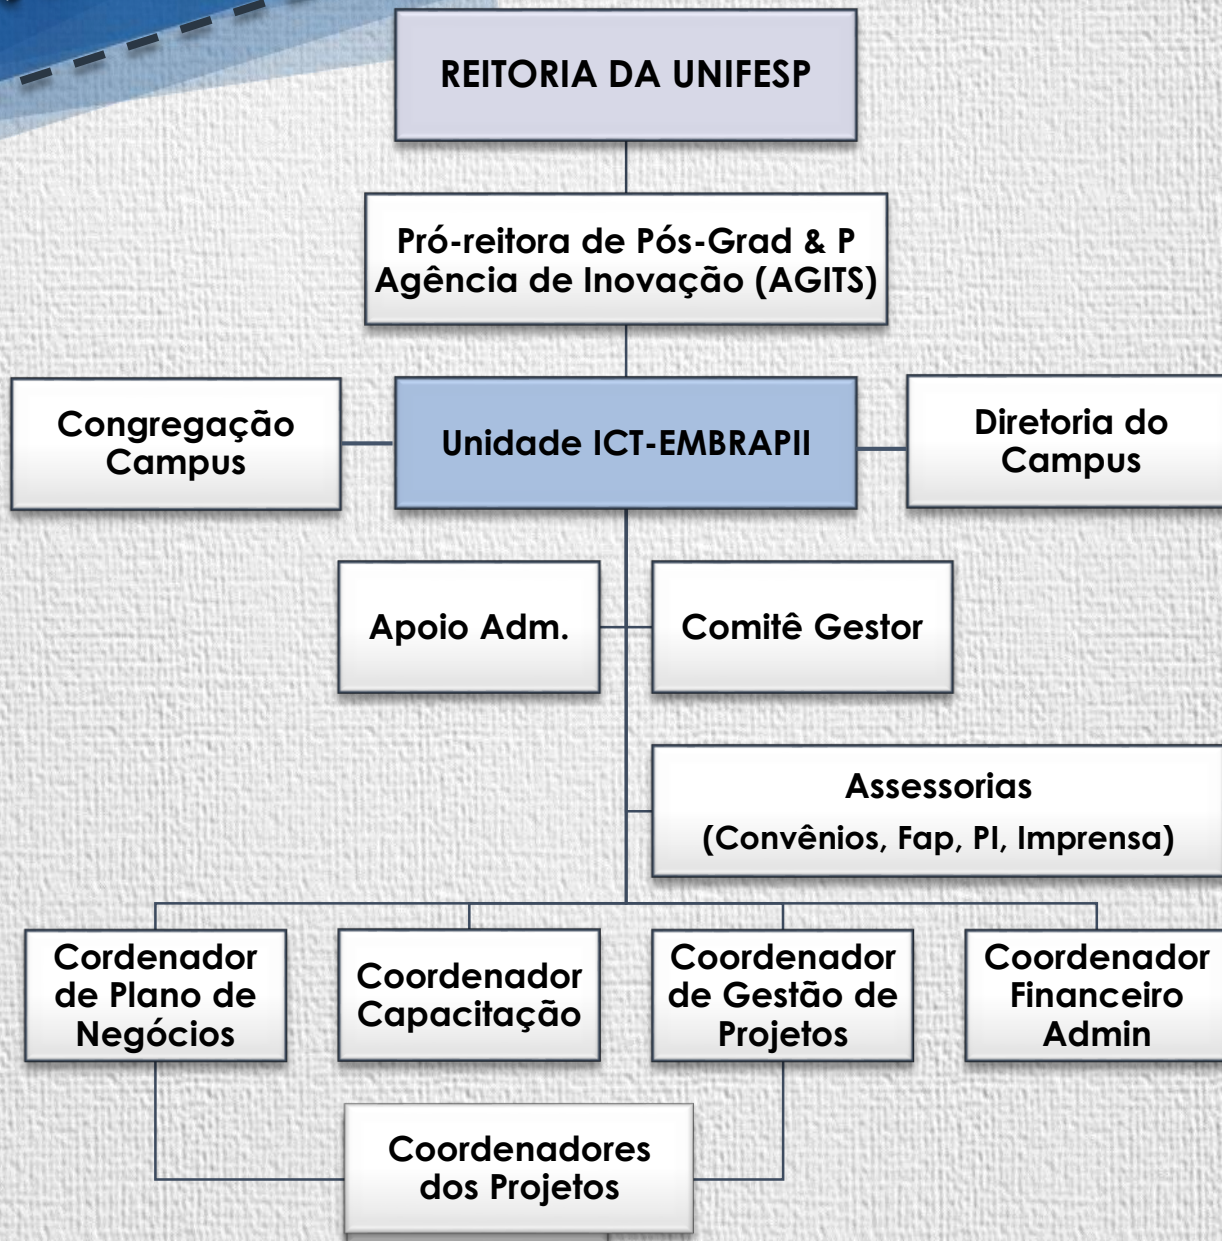 REITORIA DA UNIFESP
Pró-reitora de Pós-Grad & P
Agência de Inovação (AGITS)
Congregação
Campus
Unidade ICT-EMBRAPII
Diretoria do
Campus
Apoio Adm.
Comitê Gestor
Assessorias
(Convênios, Fap, PI, Imprensa)
Cordenador
de Plano de
Negócios
Coordenador
Capacitação
Coordenador
de Gestão de
Projetos
Coordenador
Financeiro
Admin
Coordenadores
dos Projetos